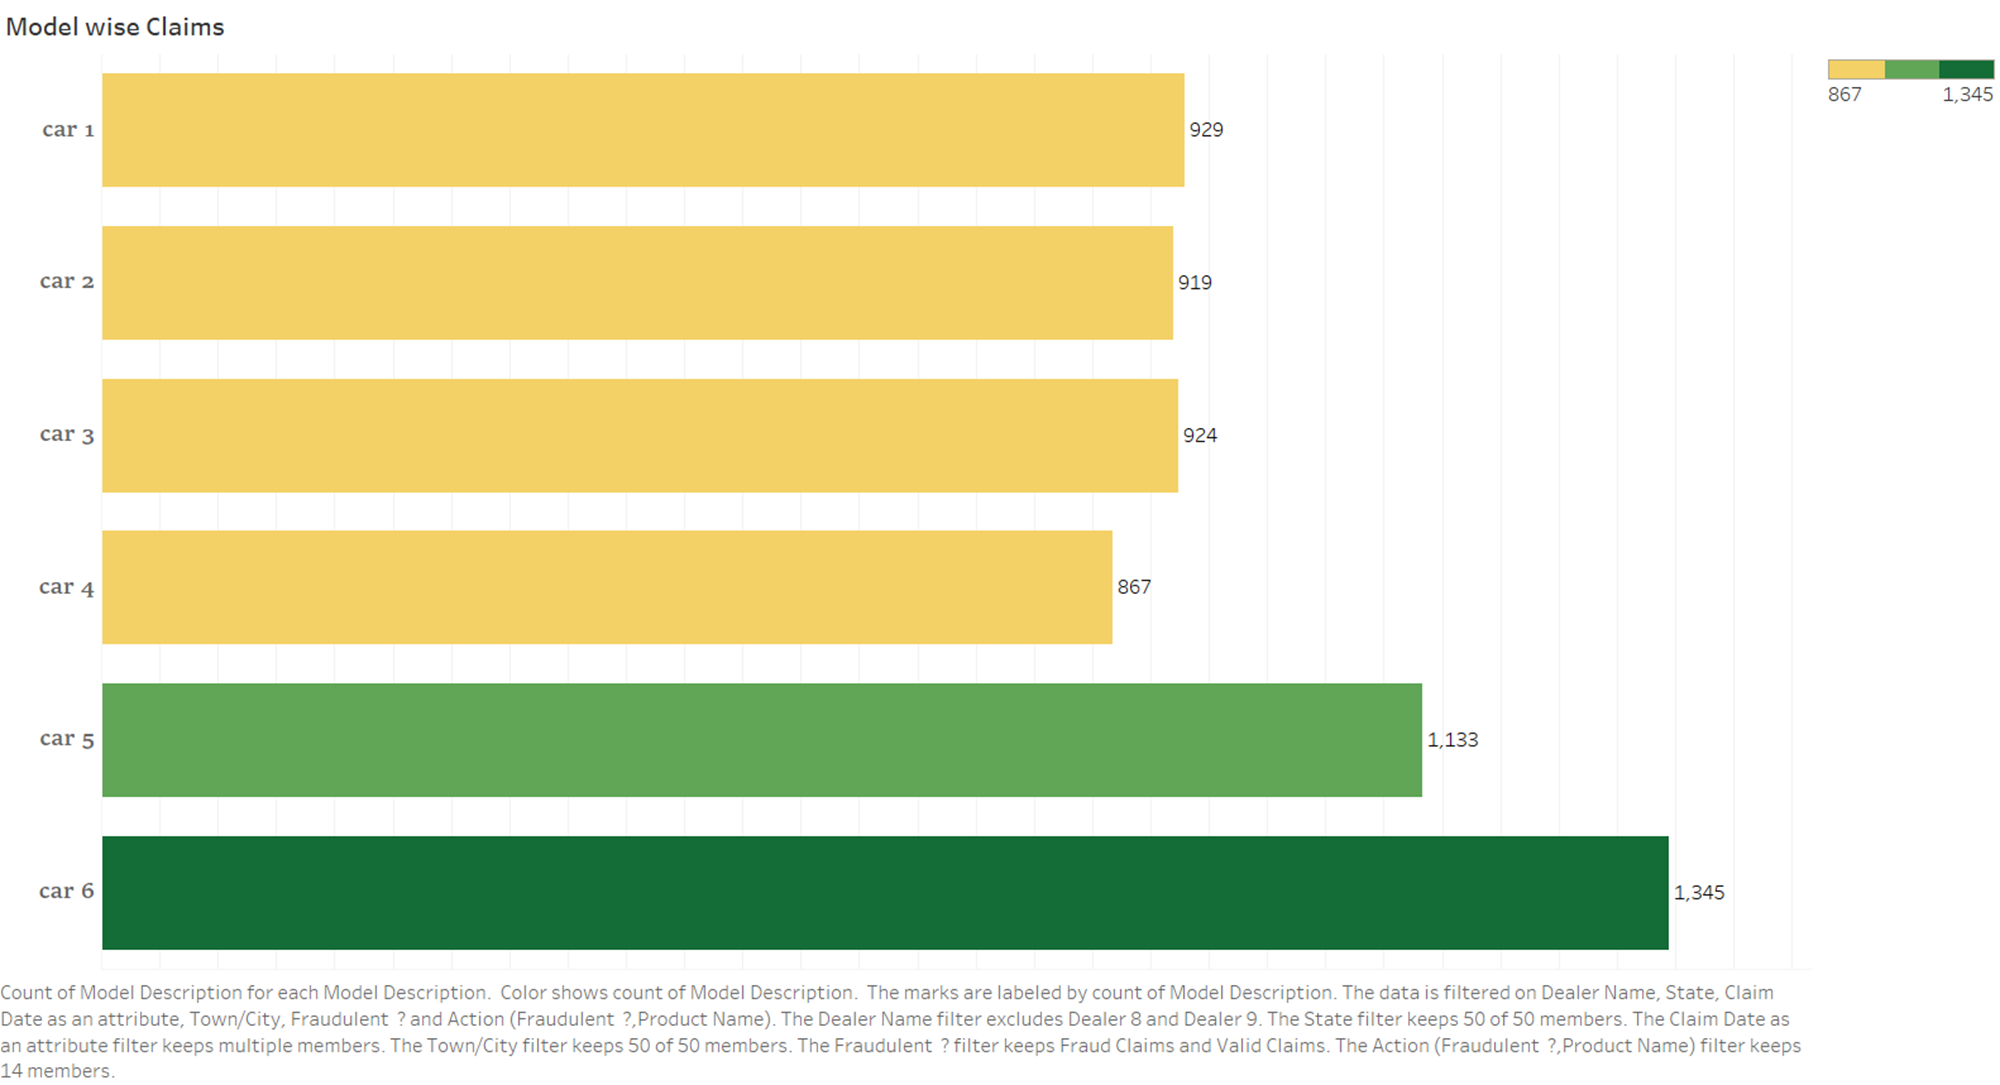 Model wise Claims
867 1,345
car 1 929
car 2 919
car 3 924
car 4 867
car 5 1,133
car 6 1,345
Count of Model Description for each Model Description.  Color shows count of Model Description.  The marks are labeled by count of Model Description. The data is filtered on Dealer Name, State, Claim
Date as an attribute, Town/City, Fraudulent  ? and Action (Fraudulent  ?,Product Name). The Dealer Name filter excludes Dealer 8 and Dealer 9. The State filter keeps 50 of 50 members. The Claim Date as
an attribute filter keeps multiple members. The Town/City filter keeps 50 of 50 members. The Fraudulent  ? filter keeps Fraud Claims and Valid Claims. The Action (Fraudulent  ?,Product Name) filter keeps
14 members.